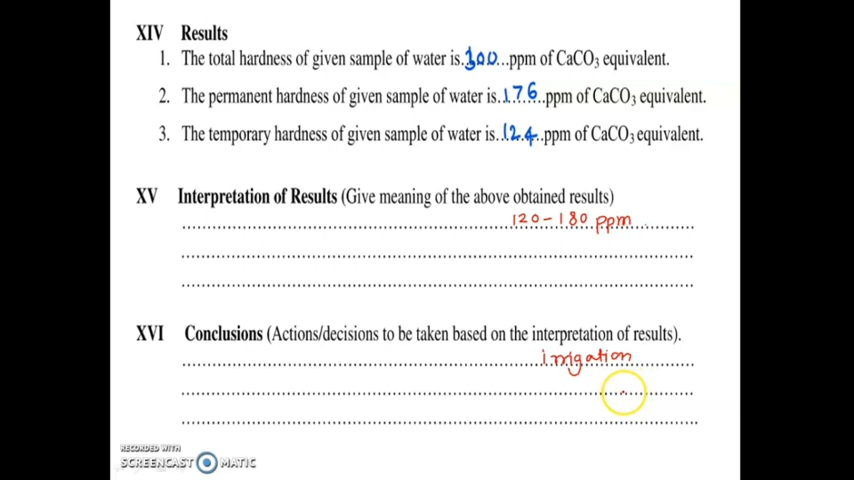 XIV Results
1. The total hardness of given sample of water is..300...ppm of CaCO3 equivalent.
2. The permanent hardness of given sample of water is..176..ppm of CaCO3 equivalent.
3. The temporary hardness of given sample of water is..124..ppm of CaCO3 equivalent.
XV Interpretation of Results (Give meaning of the above obtained results)
120-180 ppm
XVI Conclusions (Actions/decisions to be taken based on the interpretation of results).
irrigation
RECORDED WITH
SCREENCAST MATIC